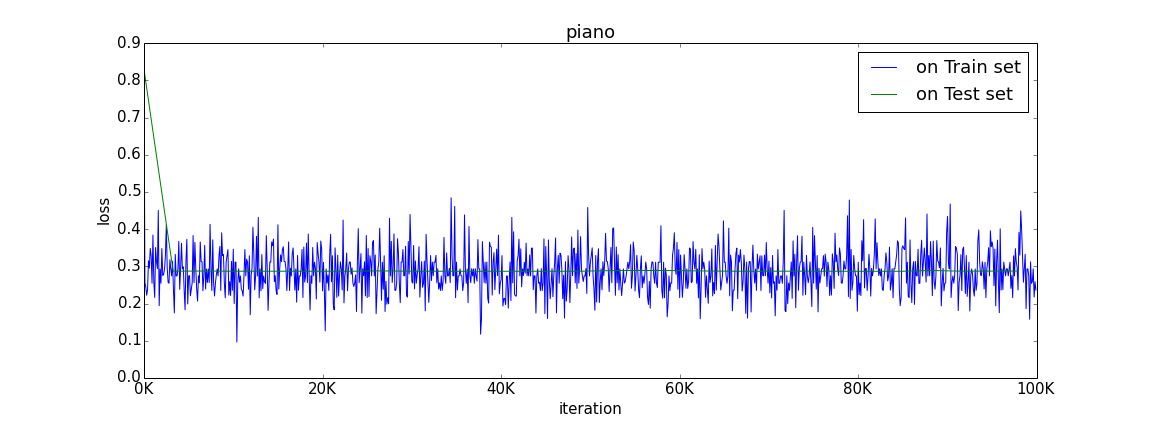 piano
0.9
0.8
0.7
0.6
0.5
0.4
0.3
0.2
0.1
0.0
loss
on Train set
on Test set
0K
20K
40K
60K
80K
100K
iteration